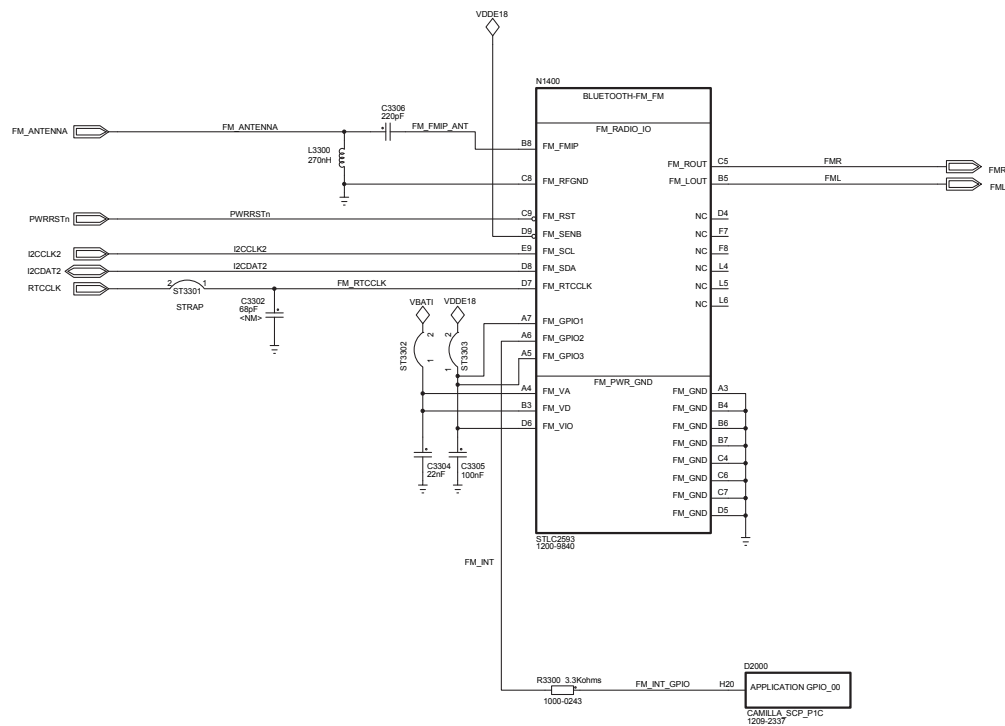 VDDE18
N1400
BLUETOOTH-FM_FM
C3306
220pF
FM_ANTENNA
FM_ANTENNA
FM_FMIP_ANT
FM_RADIO_IO
B8
FM_FMIP
L3300
270nH
FM_ROUT
C5
FMR
FMR
C8
FM_RFGND
FM_LOUT
B5
FML
FML
PWRRSTn
PWRRSTn
C9
FM_RST
NC
D4
D9
FM_SENB
NC
F7
I2CCLK2
I2CCLK2
E9
FM_SCL
NC
F8
I2CDAT2
I2CDAT2
D8
FM_SDA
NC
L4
RTCCLK
2
ST3301
1
STRAP
FM_RTCCLK
D7
FM_RTCCLK
NC
L5
C3302
68pF
<NM>
NC
L6
VBATI
VDDE18
A7
FM_GPIO1
A6
FM_GPIO2
A5
FM_GPIO3
ST3302
2
1
ST3303
2
1
FM_PWR_GND
A4
FM_VA
FM_GND
A3
B3
FM_VD
FM_GND
B4
D6
FM_VIO
FM_GND
B6
FM_GND
B7
FM_GND
C4
FM_GND
C6
FM_GND
C7
FM_GND
D5
C3304
22nF
C3305
100nF
STLC2593
1200-9840
FM_INT
D2000
R3300 3.3Kohms
1000-0243
FM_INT_GPIO
H20
APPLICATION GPIO_00
CAMILLA_SCP_P1C
1209-2337